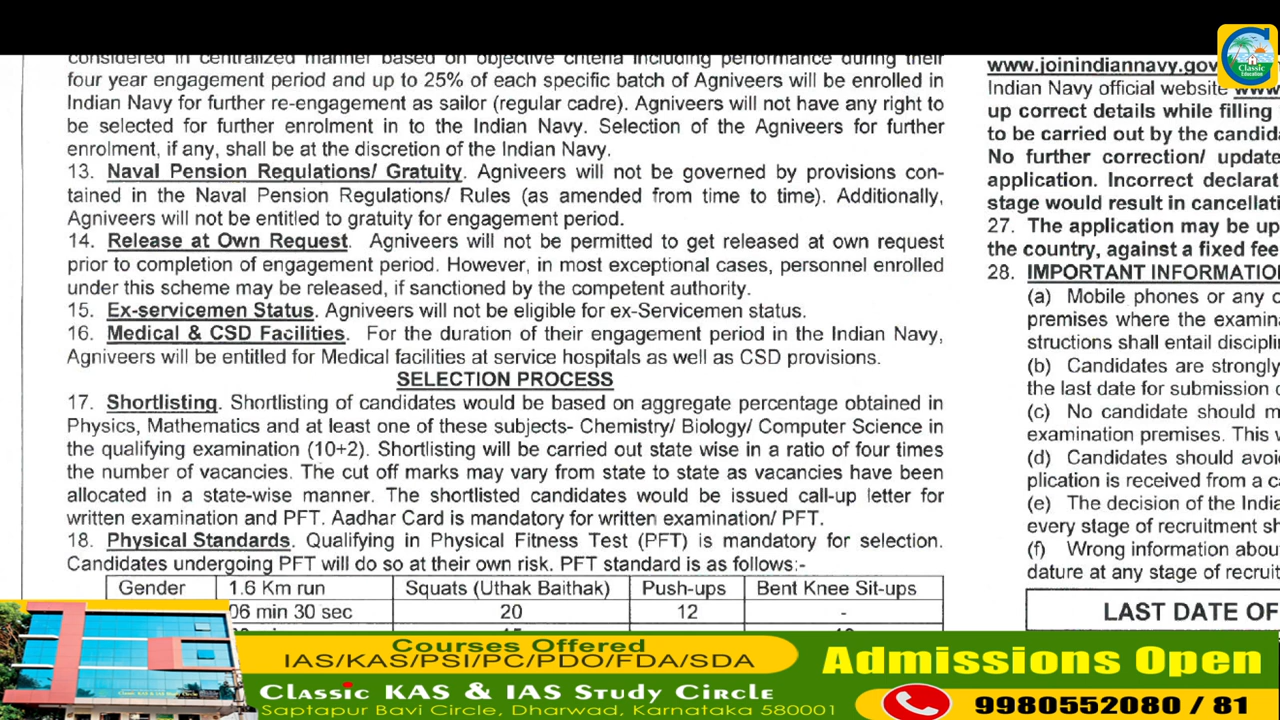 considered in centralized manner based on objective criteria including performance during their
four year engagement period and up to 25% of each specific batch of Agniveers will be enrolled in
Indian Navy for further re-engagement as sailor (regular cadre). Agniveers will not have any right to
be selected for further enrolment in to the Indian Navy. Selection of the Agniveers for further
enrolment, if any, shall be at the discretion of the Indian Navy.
13. Naval Pension Regulations/ Gratuity. Agniveers will not be governed by provisions con-
tained in the Naval Pension Regulations/ Rules (as amended from time to time). Additionally,
Agniveers will not be entitled to gratuity for engagement period.
14. Release at Own Request. Agniveers will not be permitted to get released at own request
prior to completion of engagement period. However, in most exceptional cases, personnel enrolled
under this scheme may be released, if sanctioned by the competent authority.
15. Ex-servicemen Status. Agniveers will not be eligible for ex-Servicemen status.
16. Medical & CSD Facilities. For the duration of their engagement period in the Indian Navy,
Agniveers will be entitled for Medical facilities at service hospitals as well as CSD provisions.
SELECTION PROCESS
17. Shortlisting. Shortlisting of candidates would be based on aggregate percentage obtained in
Physics, Mathematics and at least one of these subjects- Chemistry/ Biology/ Computer Science in
the qualifying examination (10+2). Shortlisting will be carried out state wise in a ratio of four times
the number of vacancies. The cut off marks may vary from state to state as vacancies have been
allocated in a state-wise manner. The shortlisted candidates would be issued call-up letter for
written examination and PFT. Aadhar Card is mandatory for written examination/ PFT.
18. Physical Standards. Qualifying in Physical Fitness Test (PFT) is mandatory for selection.
Candidates undergoing PFT will do so at their own risk. PFT standard is as follows:-
Gender 1.6 Km run Squats (Uthak Baithak) Push-ups Bent Knee Sit-ups
06 min 30 sec 20 12 -
www.joinindiannavy.gov
Indian Navy official website
up correct details while filling
to be carried out by the candida
No further correction/ update
application. Incorrect declarat
stage would result in cancellati
27. The application may be up
the country, against a fixed fee
28. IMPORTANT INFORMATIO
(a) Mobile phones or any
premises where the examin
structions shall entail discipli
(b) Candidates are strongly
the last date for submission
(c) No candidate should m
examination premises. This
(d) Candidates should avoi
plication is received from a c
(e) The decision of the India
every stage of recruitment sh
(f) Wrong information abou
dature at any stage of recruit
LAST DATE OF
Classic
Education
Courses Offered
IAS/KAS/PSI/PC/PDO/FDA/SDA
Classic KAS & IAS Study Circle
Saptapur Bavi Circle, Dharwad, Karnataka 580001
Admissions Open
9980552080 / 81